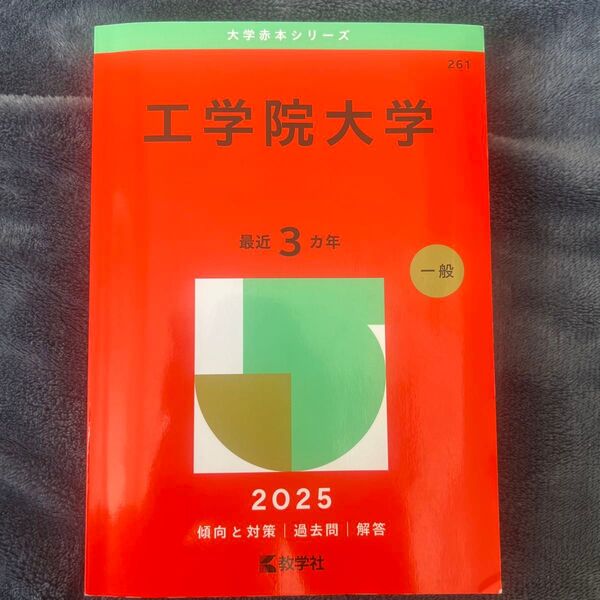 大学赤本シリーズ
261
工学院大学
最近3カ年
一般
2025
傾向と対策|過去問|解答
教学社